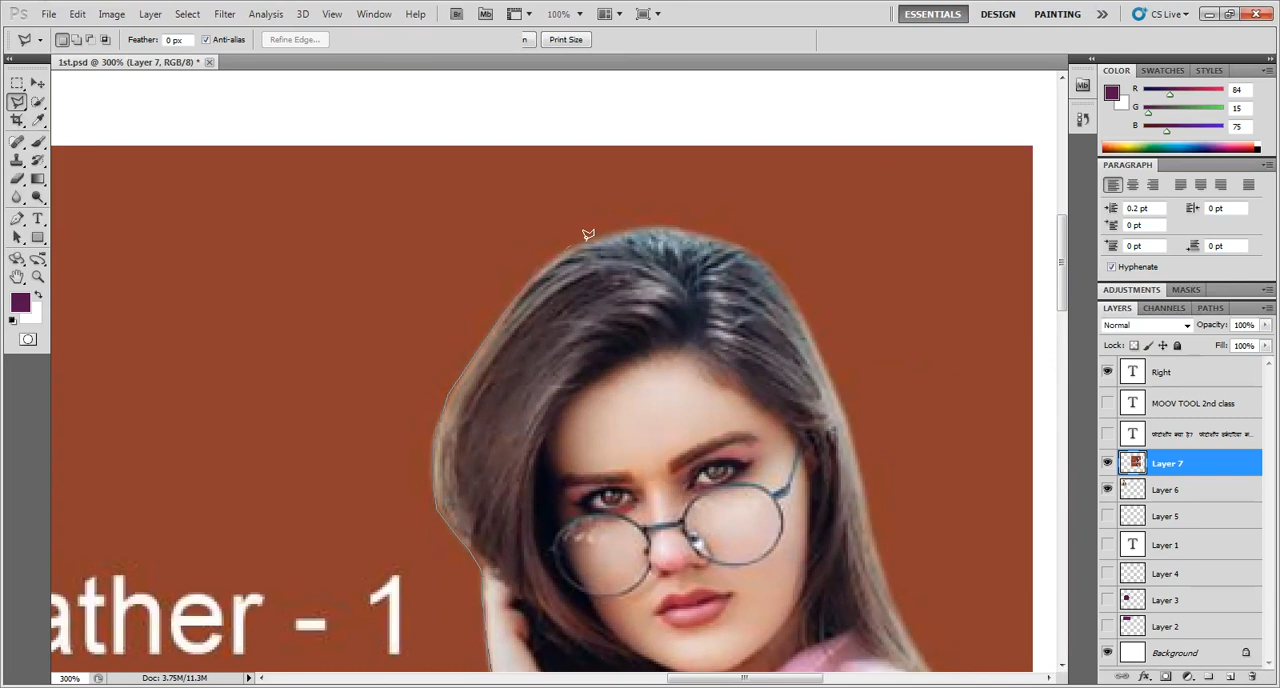 Ps File Edit Image Layer Select Filter Analysis 3D View Window Help Br Mb 100% ESSENTIALS DESIGN PAINTING CS Live
Feather: 0 px Anti-alias Refine Edge... n Print Size
1st.psd @ 300% (Layer 7, RGB/8) *
COLOR SWATCHES STYLES
R 84
G 15
B 75
PARAGRAPH
0.2 pt 0 pt
0 pt
0 pt 0 pt
Hyphenate
ADJUSTMENTS MASKS
LAYERS CHANNELS PATHS
Normal Opacity: 100%
Lock: Fill: 100%
T Right
T MOOV TOOL 2nd class
T
Layer 7
Layer 6
Layer 5
T Layer 1
Layer 4
Layer 3
Layer 2
Background
ather - 1
300% Doc: 3.75M/11.3M